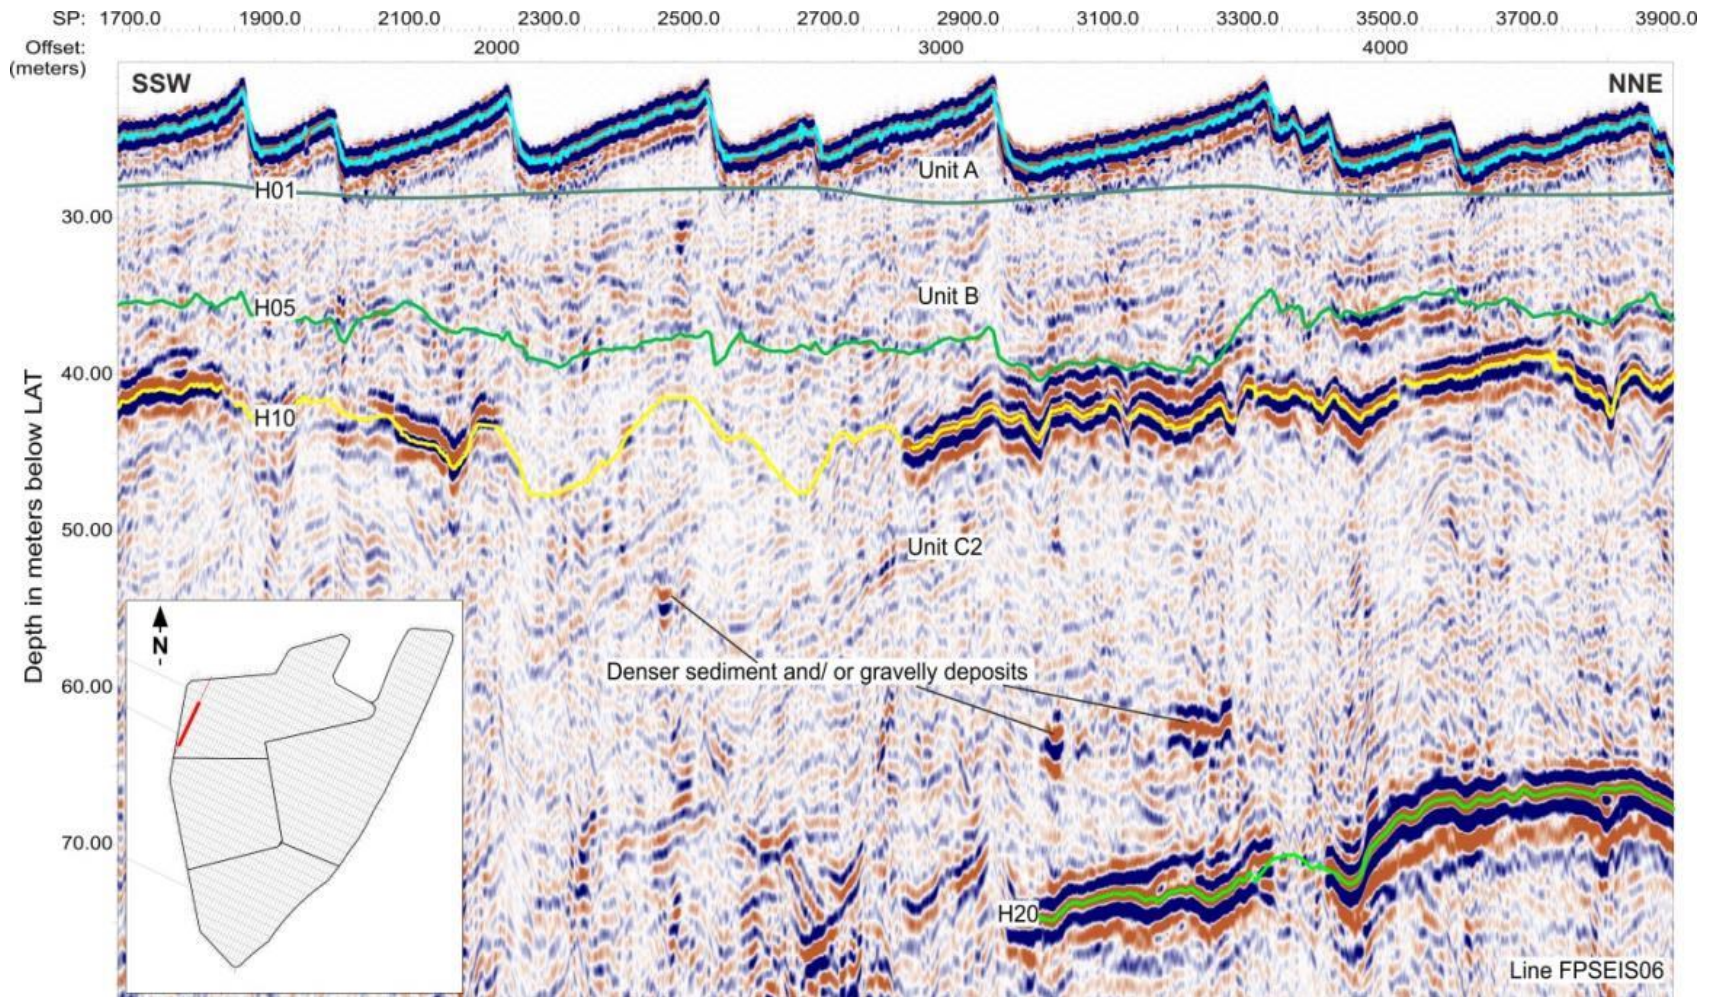 SP: 1700.0 1900.0 2100.0 2300.0 2500.0 2700.0 2900.0 3100.0 3300.0 3500.0 3700.0 3900.0
Offset: 2000 3000 4000
(meters)
SSW NNE
Unit A
H01
30.00
Unit B
H05
Depth in meters below LAT
40.00
H10
50.00
Unit C2
N
Denser sediment and/ or gravelly deposits
60.00
70.00
H20
Line FPSEIS06